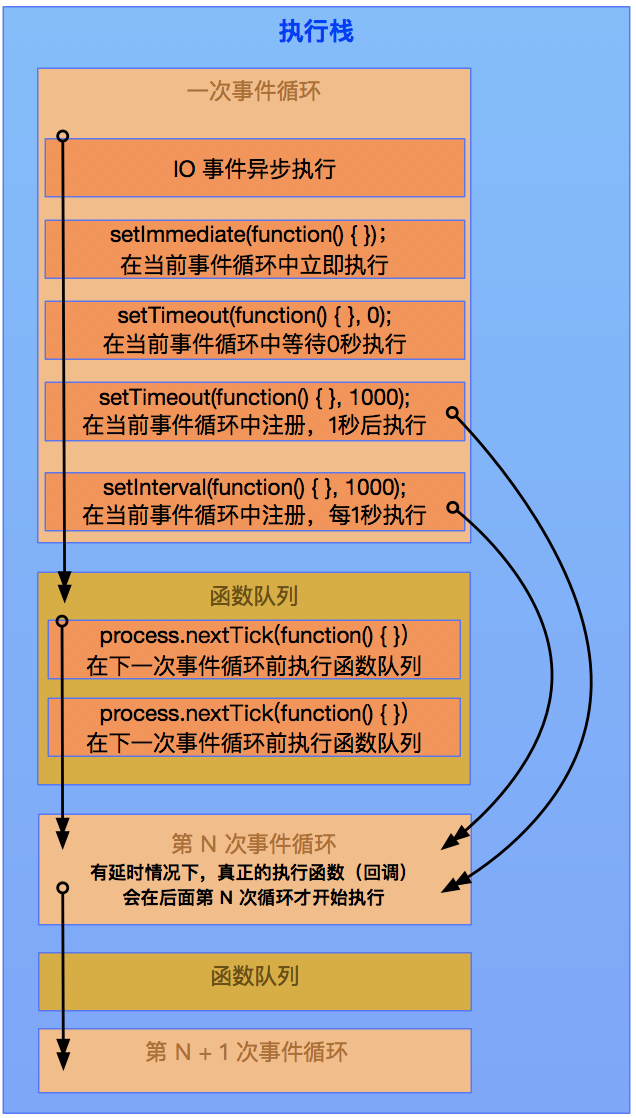 执行栈
一次事件循环
IO 事件异步执行
setImmediate(function() { });
在当前事件循环中立即执行
setTimeout(function() { }, 0);
在当前事件循环中等待0秒执行
setTimeout(function() { }, 1000);
在当前事件循环中注册，1秒后执行
setInterval(function() { }, 1000);
在当前事件循环中注册，每1秒执行
函数队列
process.nextTick(function() { })
在下一次事件循环前执行函数队列
process.nextTick(function() { })
在下一次事件循环前执行函数队列
第 N 次事件循环
有延时情况下，真正的执行函数（回调）
会在后面第 N 次循环才开始执行
函数队列
第 N + 1 次事件循环